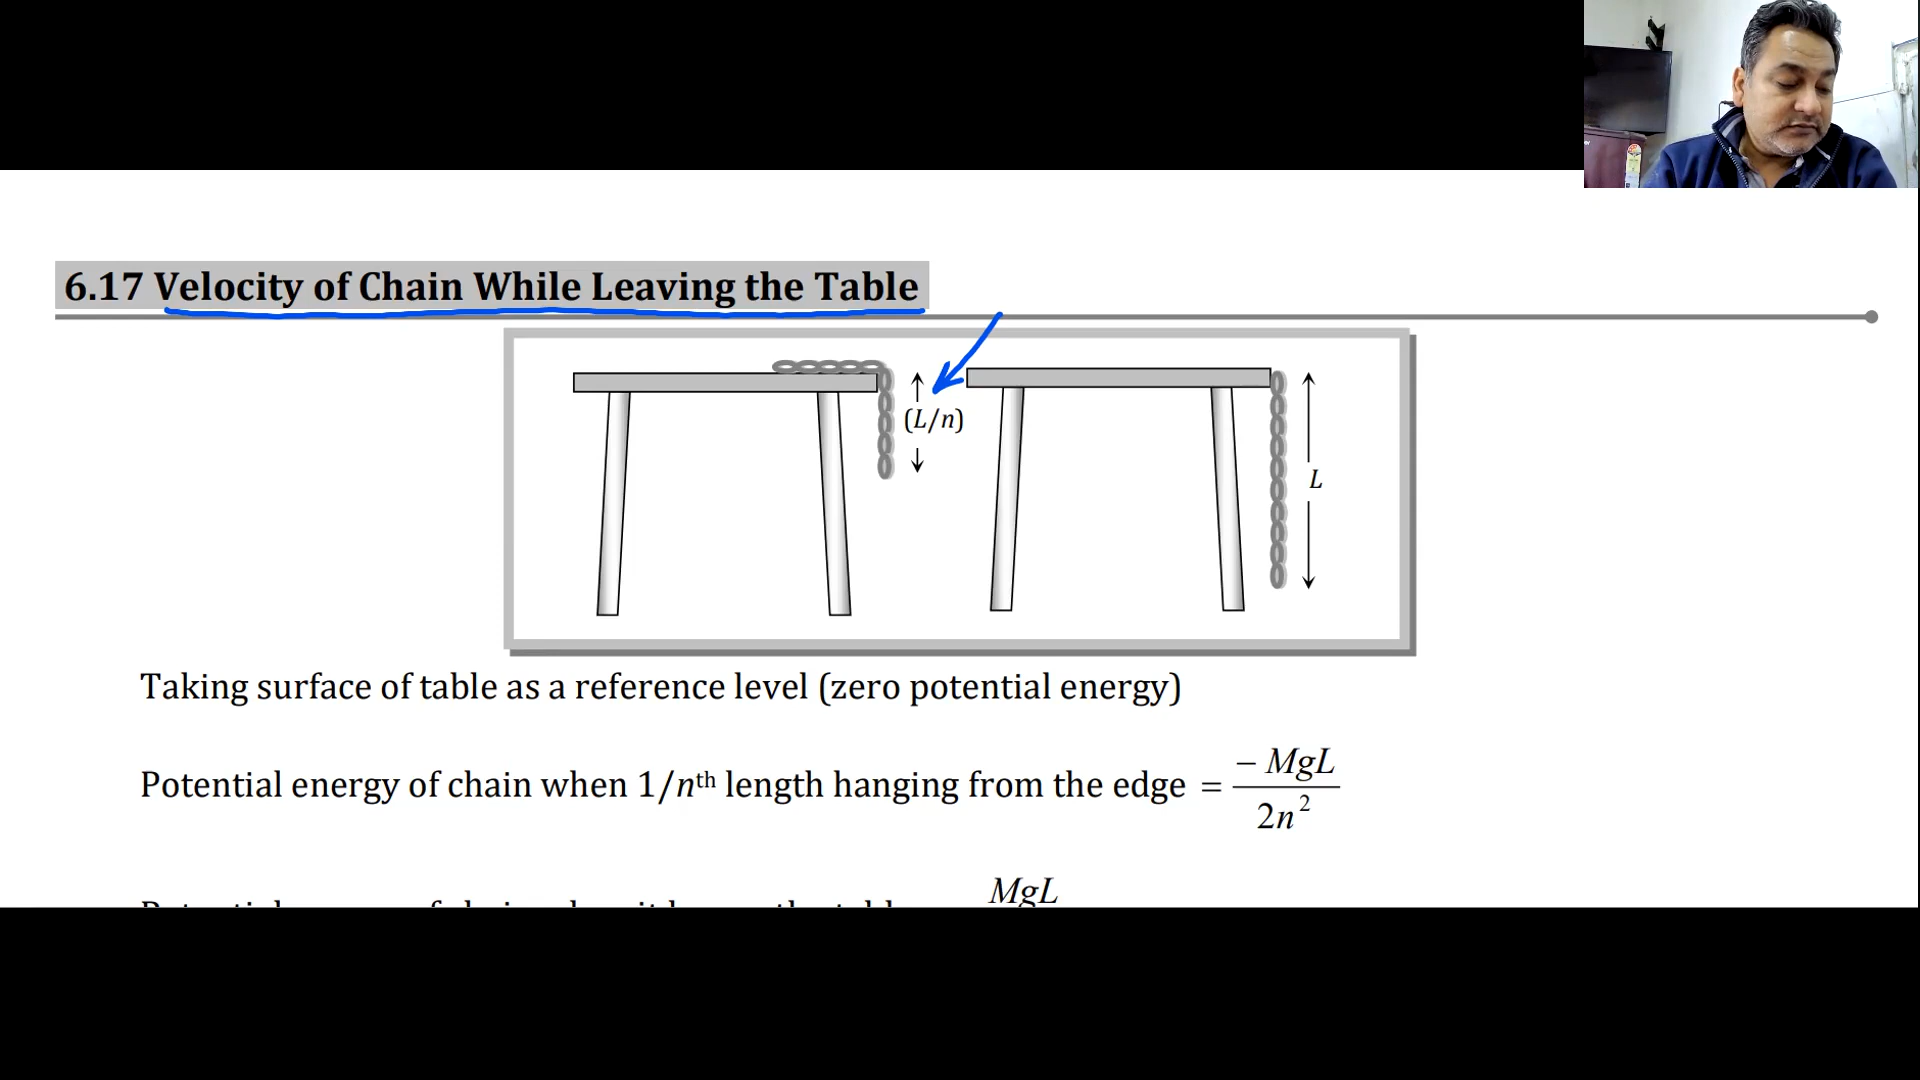 6.17 Velocity of Chain While Leaving the Table
(L/n)
L
Taking surface of table as a reference level (zero potential energy)
Potential energy of chain when 1/nth length hanging from the edge = − MgL / 2n²
MgL